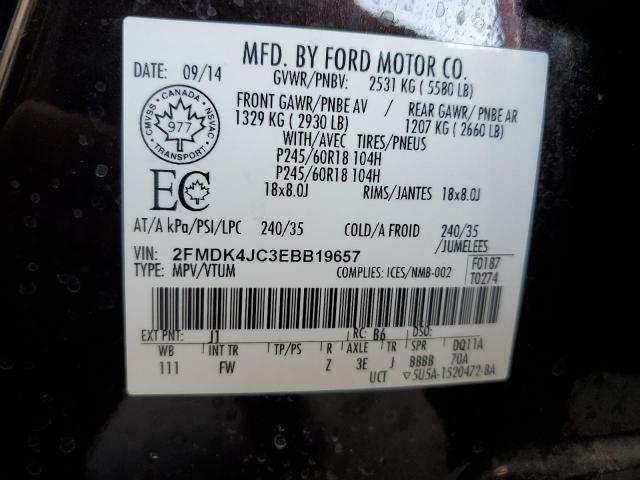 MFD. BY FORD MOTOR CO.
DATE: 09/14
GVWR/PNBV: 2531 KG ( 5580 LB)
FRONT GAWR/PNBE AV
1329 KG ( 2930 LB)
/
REAR GAWR/ PNBE AR
1207 KG ( 2660 LB)
WITH/AVEC TIRES/PNEUS
P245/60R18 104H
P245/60R18 104H
18x8.0J RIMS/JANTES 18x8.0J
CMVSS · CANADA · NSVAC
977
TRANSPORT
EC
AT/A kPa/PSI/LPC 240/35 COLD/A FROID 240/35
/JUMELEES
VIN: 2FMDK4JC3EBB19657
TYPE: MPV/VTUM
COMPLIES: ICES/NMB-002
F0187
T0274
EXT PNT: J1 RC: B6 DSO:
WB INT TR TP/PS R AXLE TR SPR DQ11A
111 FW Z 3E J BBBB 70A
UCT ▽5U5A-1520472-BA